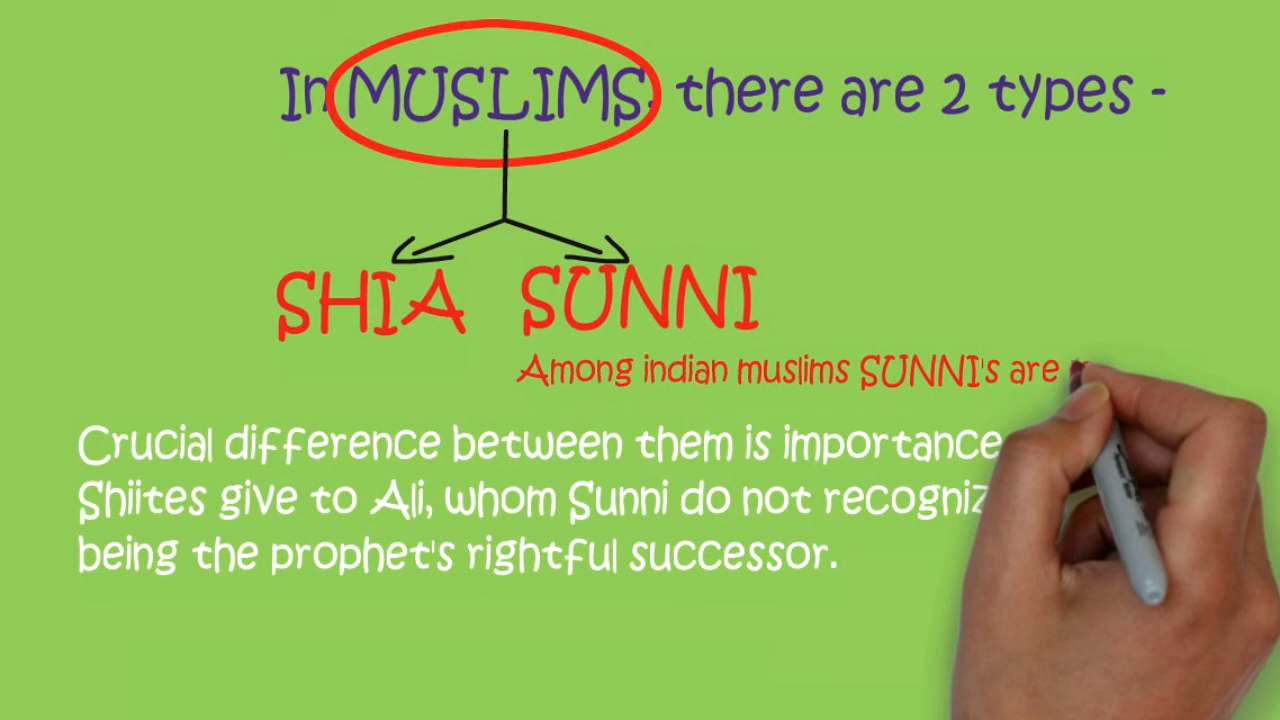 In MUSLIMS, there are 2 types -
SHIA SUNNI
Among indian muslims SUNNI's are
Crucial difference between them is importance
Shiites give to Ali, whom Sunni do not recogniz
being the prophet's rightful successor.